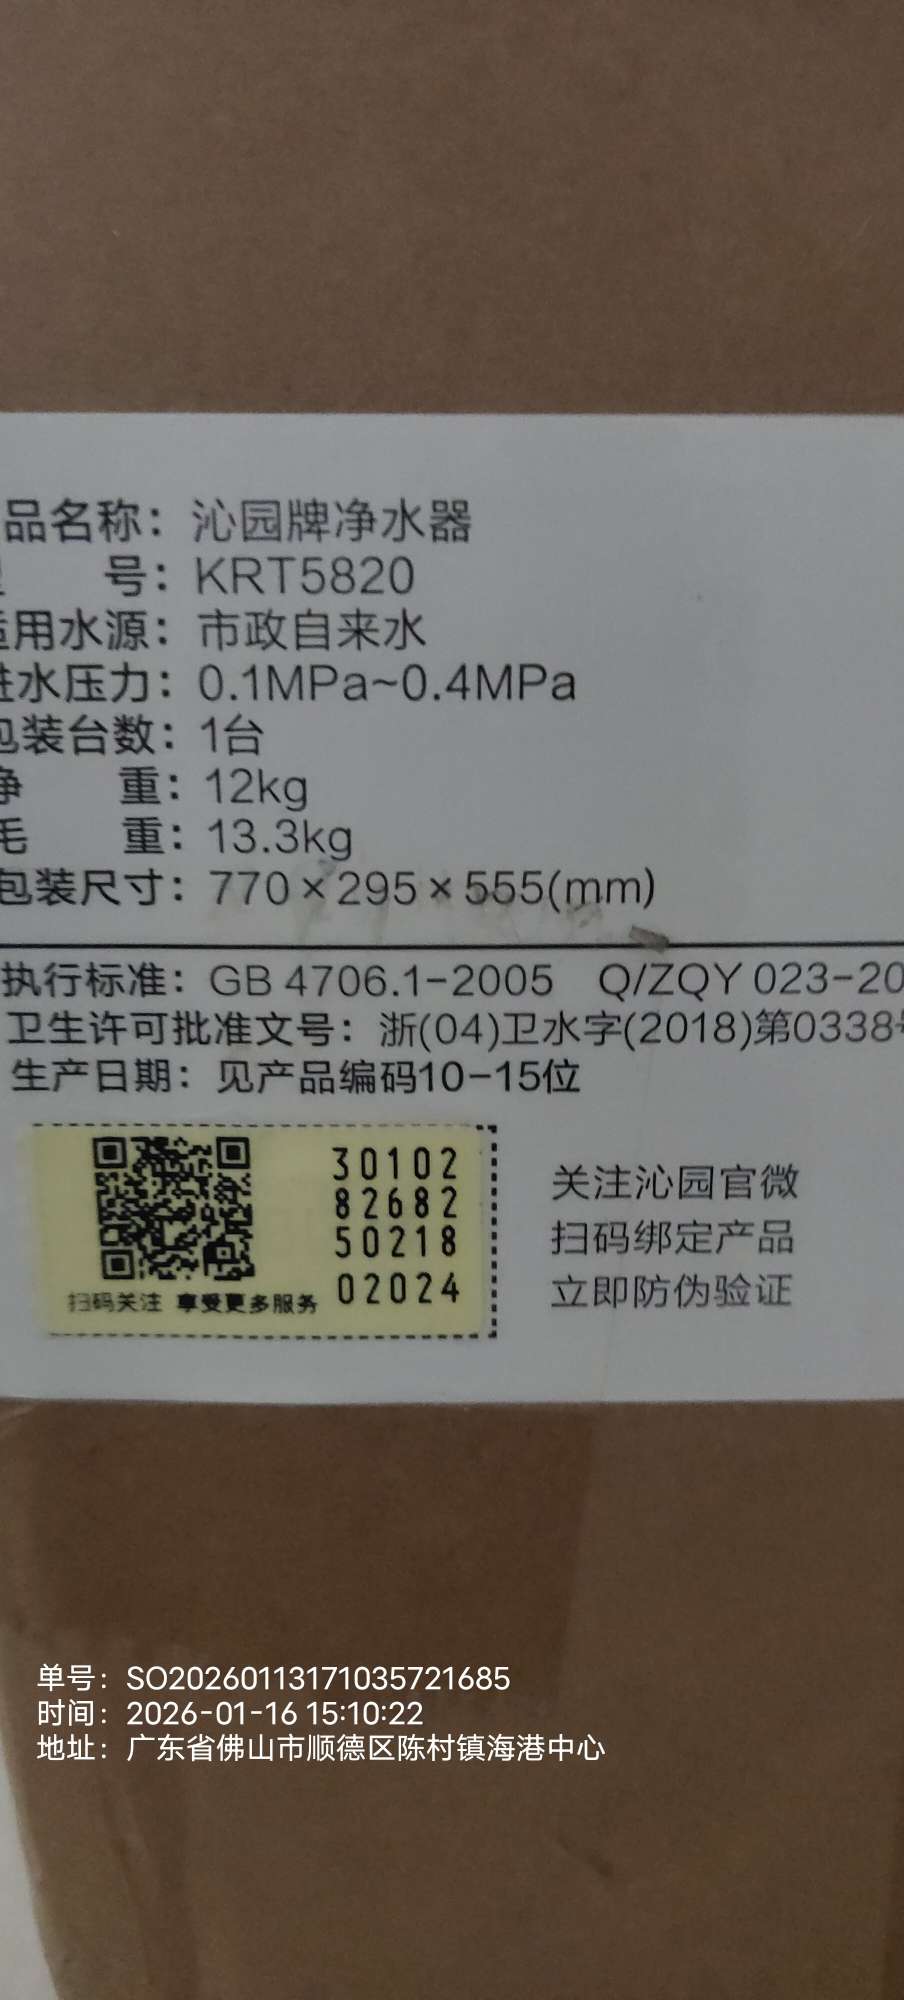 品名称：沁园牌净水器
号：KRT5820
适用水源：市政自来水
进水压力：0.1MPa~0.4MPa
包装台数：1台
净 重：12kg
毛 重：13.3kg
包装尺寸：770×295×555(mm)
执行标准：GB 4706.1-2005 Q/ZQY 023-20
卫生许可批准文号：浙(04)卫水字(2018)第0338号
生产日期：见产品编码10-15位
30102
82682
50218
02024
扫码关注 享受更多服务
关注沁园官微
扫码绑定产品
立即防伪验证
单号：SO20260113171035721685
时间：2026-01-16 15:10:22
地址：广东省佛山市顺德区陈村镇海港中心